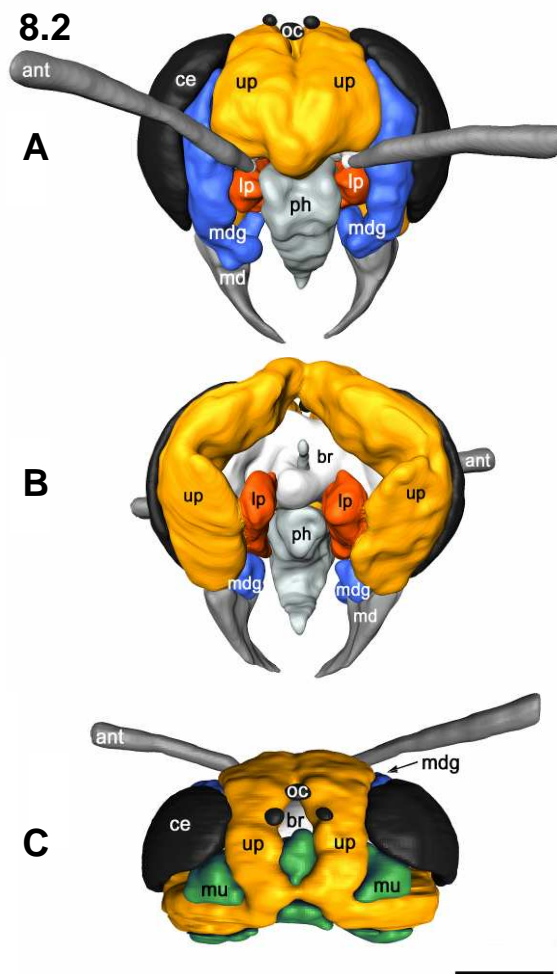 8.2
oc
ant
ce
up up
A
lp lp
ph
mdg mdg
md
br
ant
B
up lp lp up
ph
mdg mdg
md
ant
mdg
oc
ce
br
C
up up
mu mu